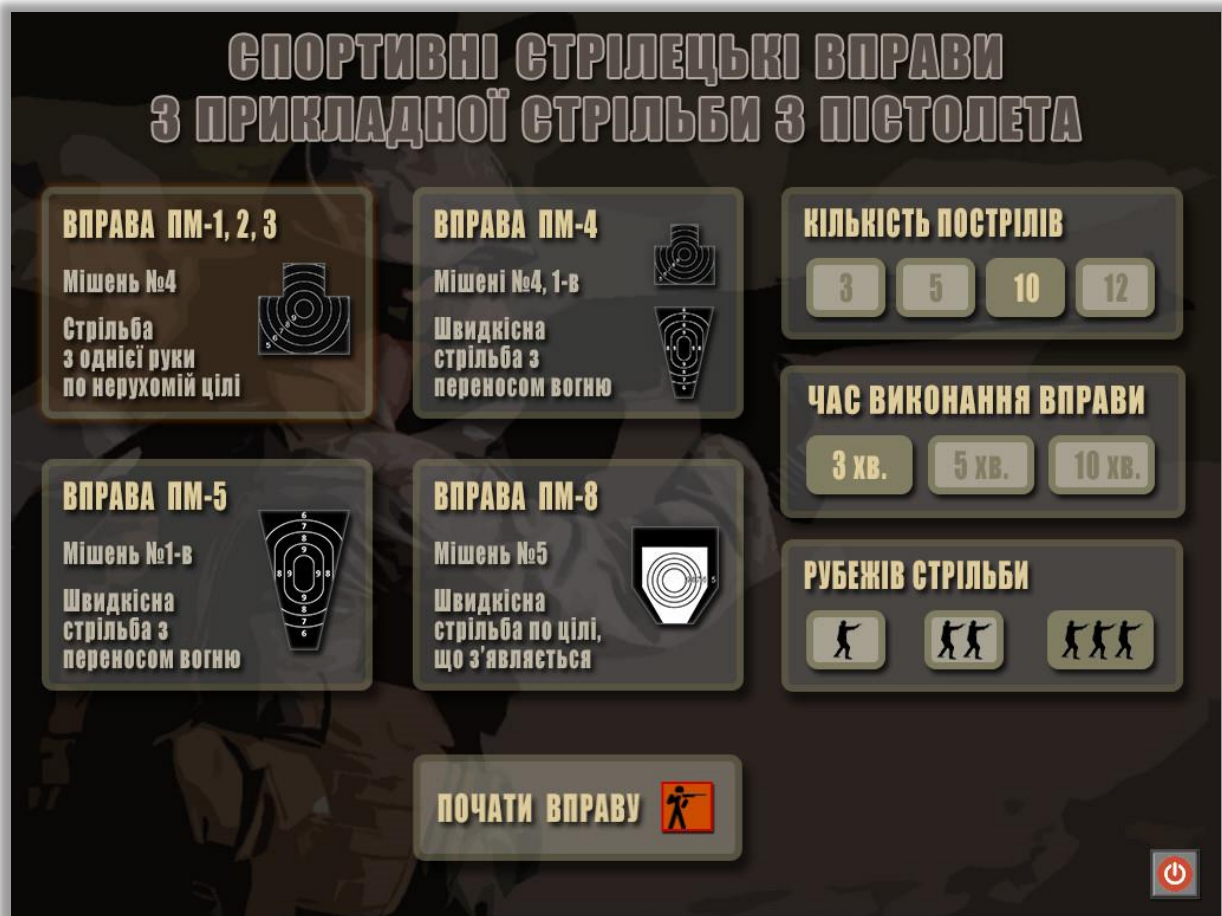 СПОРТИВНІ СТРІЛЕЦЬКІ ВПРАВИ
З ПРИКЛАДНОЇ СТРІЛЬБИ З ПІСТОЛЕТА
ВПРАВА ПМ-1, 2, 3
Мішень №4
Стрільба
з однієї руки
по нерухомій цілі
ВПРАВА ПМ-4
Мішені №4, 1-в
Швидкісна
стрільба з
переносом вогню
ВПРАВА ПМ-5
Мішень №1-в
Швидкісна
стрільба з
переносом вогню
ВПРАВА ПМ-8
Мішень №5
Швидкісна
стрільба по цілі,
що з'являється
КІЛЬКІСТЬ ПОСТРІЛІВ
3 5 10 12
ЧАС ВИКОНАННЯ ВПРАВИ
3 хв. 5 хв. 10 хв.
РУБЕЖІВ СТРІЛЬБИ
ПОЧАТИ ВПРАВУ